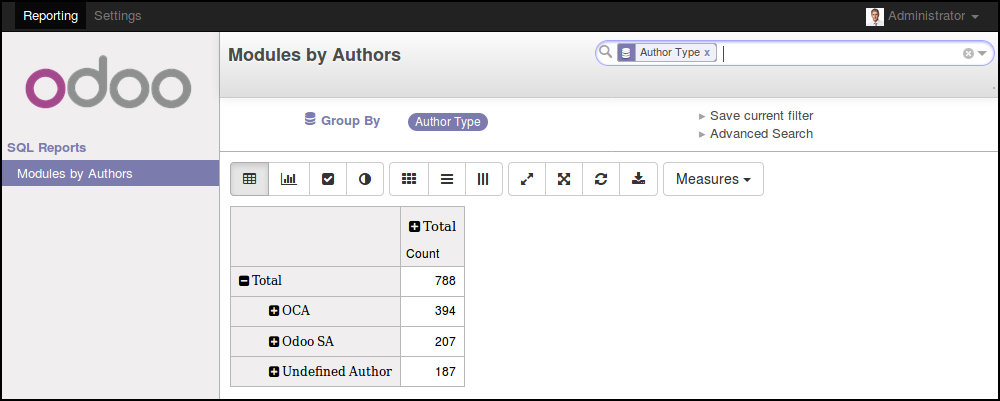 Reporting Settings Administrator
odoo
Modules by Authors
Author Type x
Group By Author Type
Save current filter
Advanced Search
SQL Reports
Modules by Authors
Measures
Total
Count
Total 788
OCA 394
Odoo SA 207
Undefined Author 187